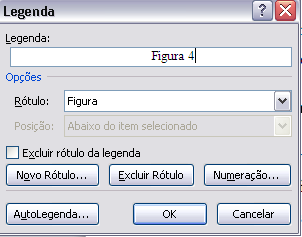 Legenda
Legenda:
Figura 4
Opções
Rótulo: Figura
Posição: Abaixo do item selecionado
Excluir rótulo da legenda
Novo Rótulo... Excluir Rótulo Numeração...
AutoLegenda... OK Cancelar